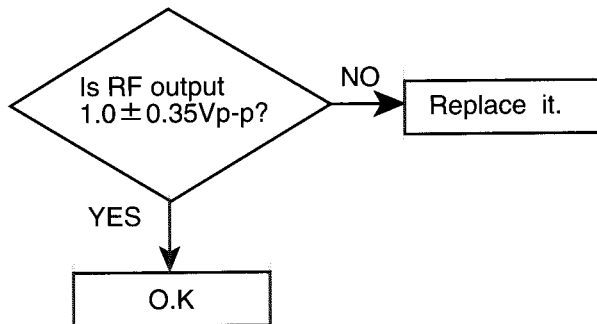 Is RF output
1.0±0.35Vp-p?
NO
Replace it.
YES
O.K